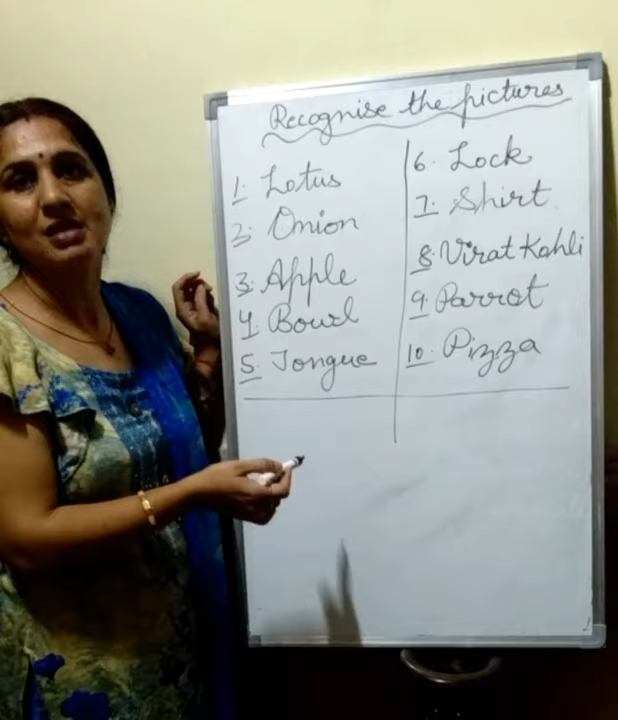 Recognise the pictures
1. Lotus
2. Onion
3. Apple
4. Bowl
5. Tongue
6. Lock
7. Shirt
8. Virat Kohli
9. Parrot
10. Pizza